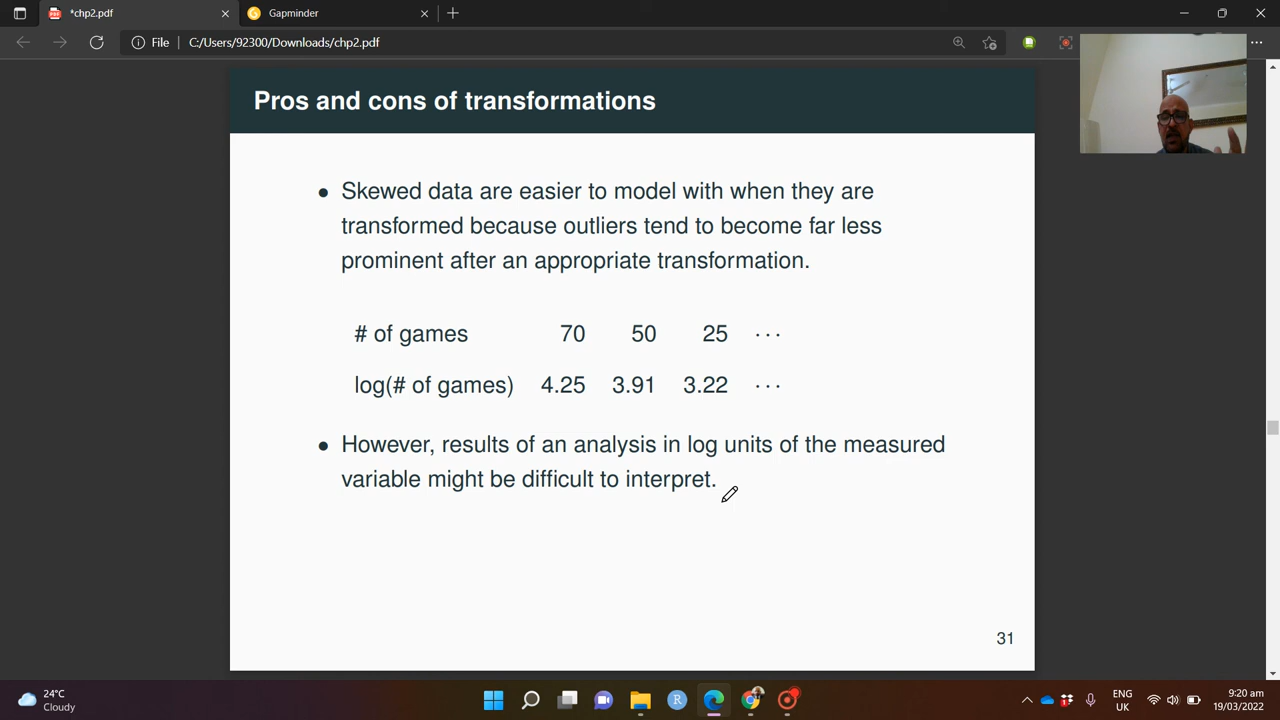 *chp2.pdf
Gapminder
File
C:/Users/92300/Downloads/chp2.pdf
Pros and cons of transformations
• Skewed data are easier to model with when they are
transformed because outliers tend to become far less
prominent after an appropriate transformation.
# of games 70 50 25 ···
log(# of games) 4.25 3.91 3.22 ···
• However, results of an analysis in log units of the measured
variable might be difficult to interpret.
31
24°C
Cloudy
ENG
UK
9:20 am
19/03/2022